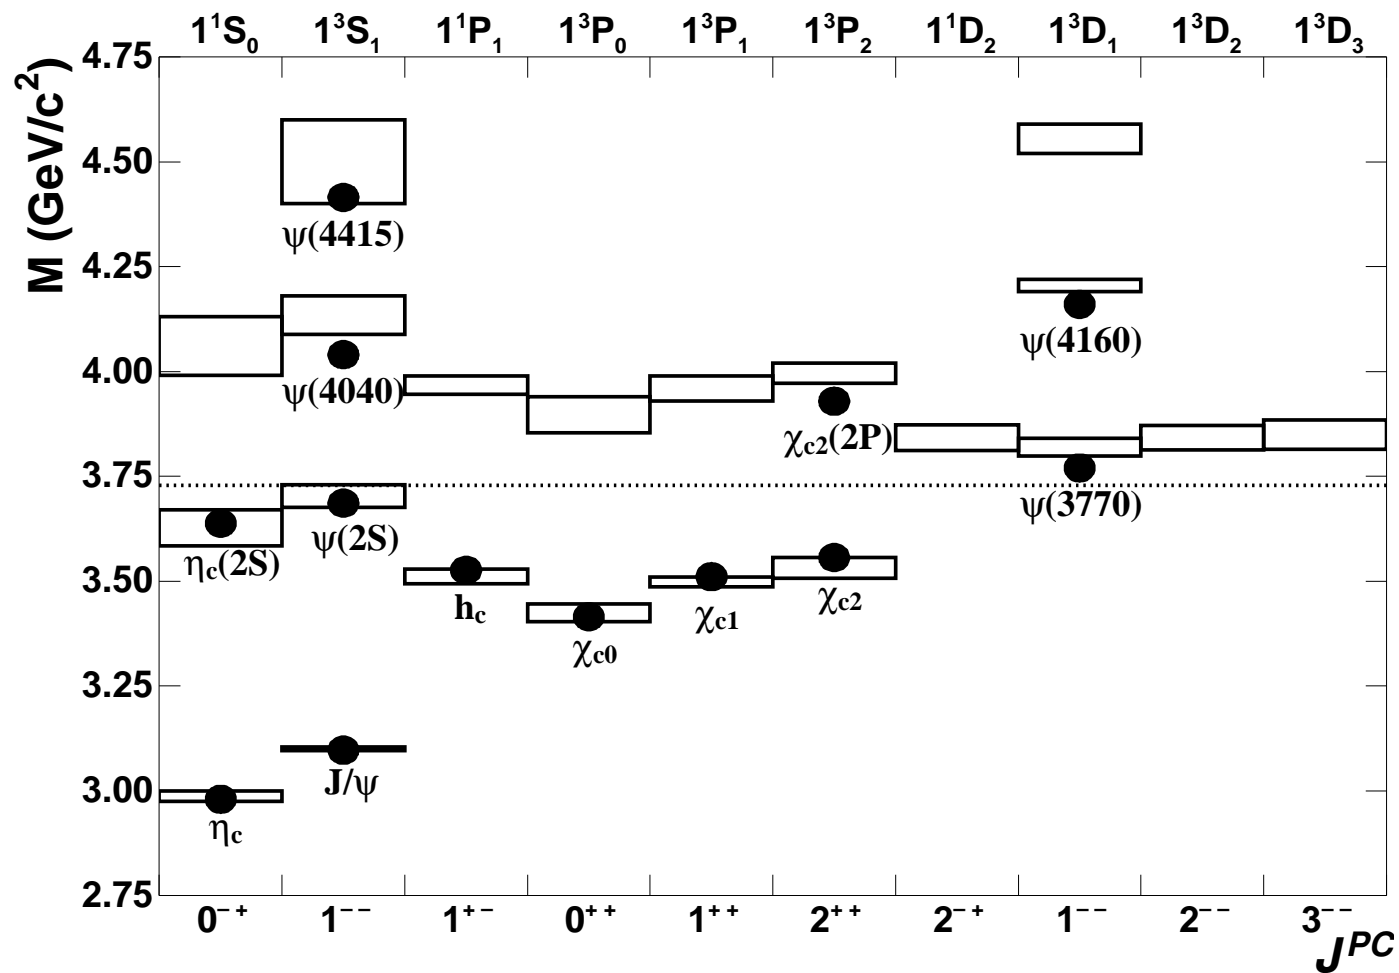 1¹S₀ 1³S₁ 1¹P₁ 1³P₀ 1³P₁ 1³P₂ 1¹D₂ 1³D₁ 1³D₂ 1³D₃
M (GeV/c²)
4.75
4.50
ψ(4415)
4.25
ψ(4160)
4.00
ψ(4040)
χc2(2P)
3.75
ψ(3770)
ψ(2S)
ηc(2S)
3.50
hc
χc1
χc2
χc0
3.25
3.00
J/ψ
ηc
2.75
0⁻⁺ 1⁻⁻ 1⁺⁻ 0⁺⁺ 1⁺⁺ 2⁺⁺ 2⁻⁺ 1⁻⁻ 2⁻⁻ 3⁻⁻
J^PC